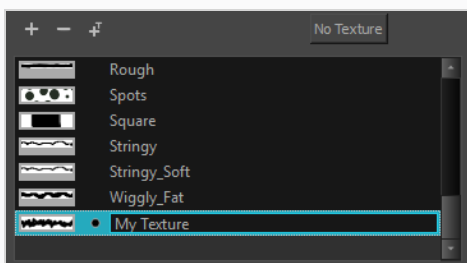 No Texture
Rough
Spots
Square
Stringy
Stringy_Soft
Wiggly_Fat
My Texture